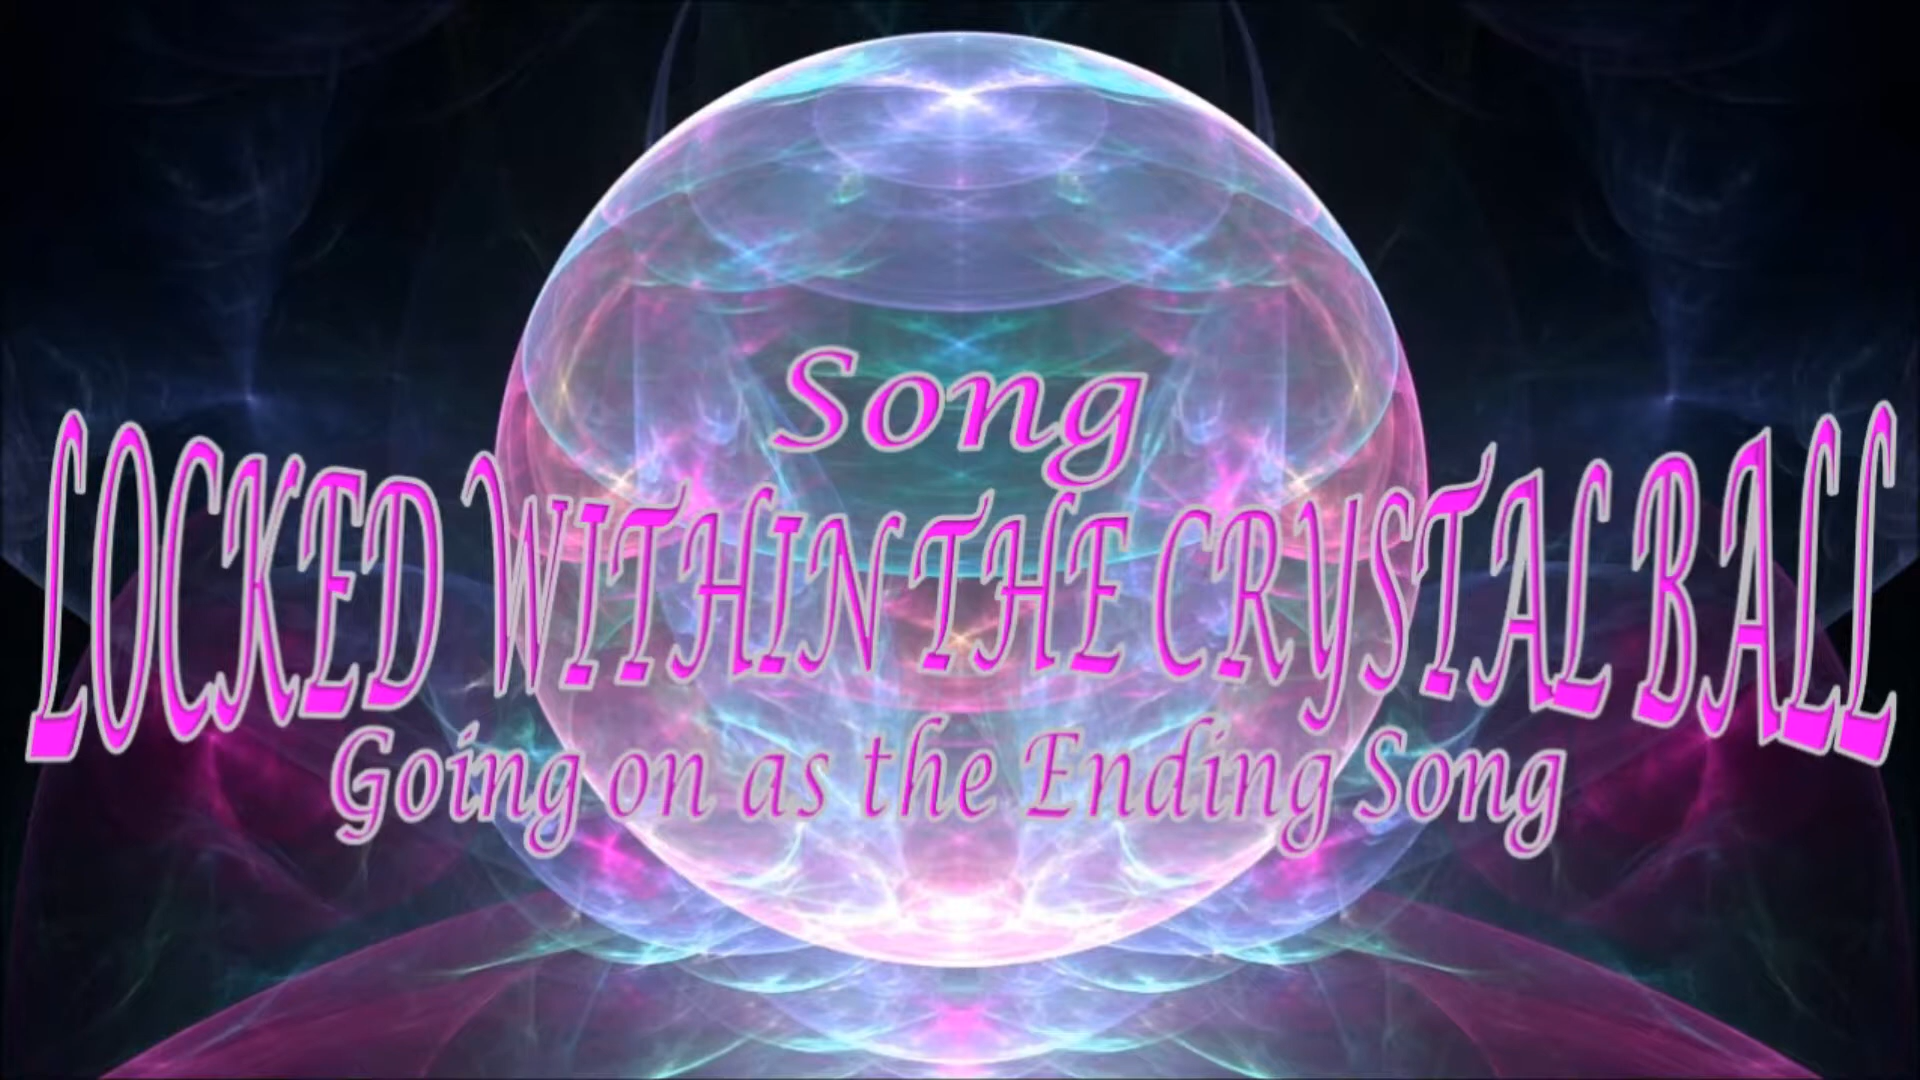 Song
LOCKED WITHIN THE CRYSTAL BALL
Going on as the Ending Song